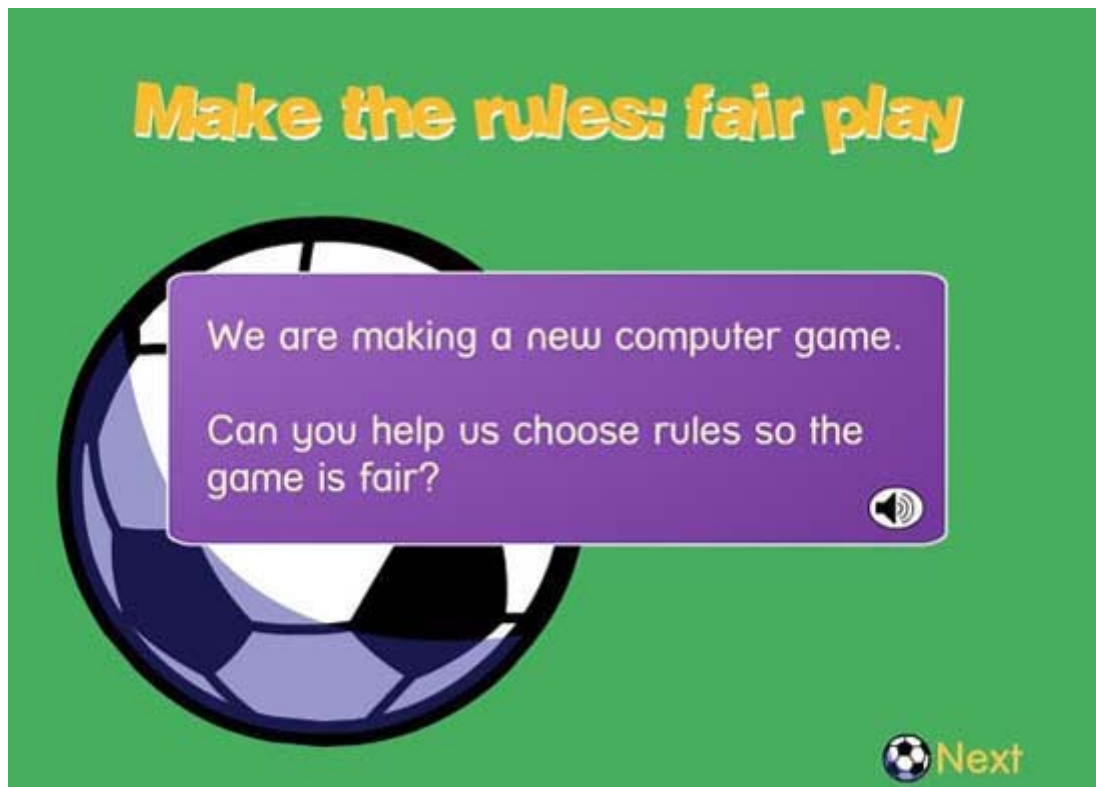 Make the rules: fair play
We are making a new computer game.
Can you help us choose rules so the
game is fair?
Next